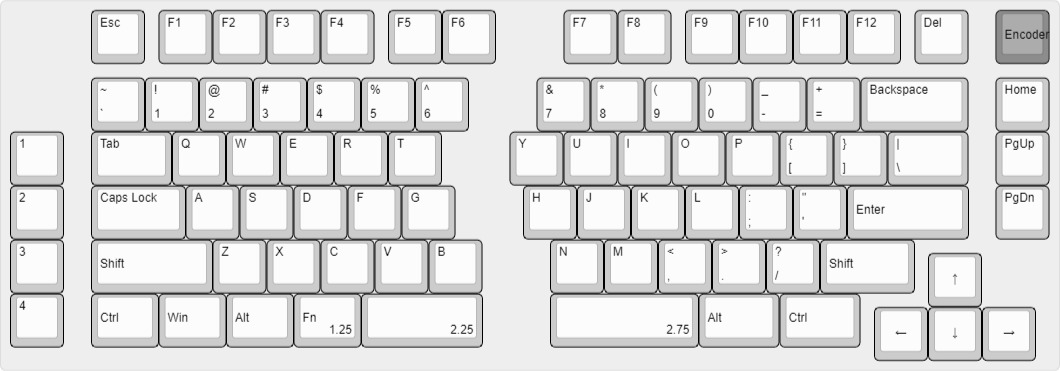 Esc F1 F2 F3 F4 F5 F6 F7 F8 F9 F10 F11 F12 Del Encoder
~ ! @ # $ % ^ & * ( ) _ + Backspace Home
` 1 2 3 4 5 6 7 8 9 0 - =
1 Tab Q W E R T Y U I O P { } | PgUp
[ ] \
2 Caps Lock A S D F G H J K L : " Enter PgDn
; '
3 Shift Z X C V B N M < > ? Shift
, . /
↑
4 Ctrl Win Alt Fn Alt Ctrl
1.25 2.25 2.75
← ↓ →